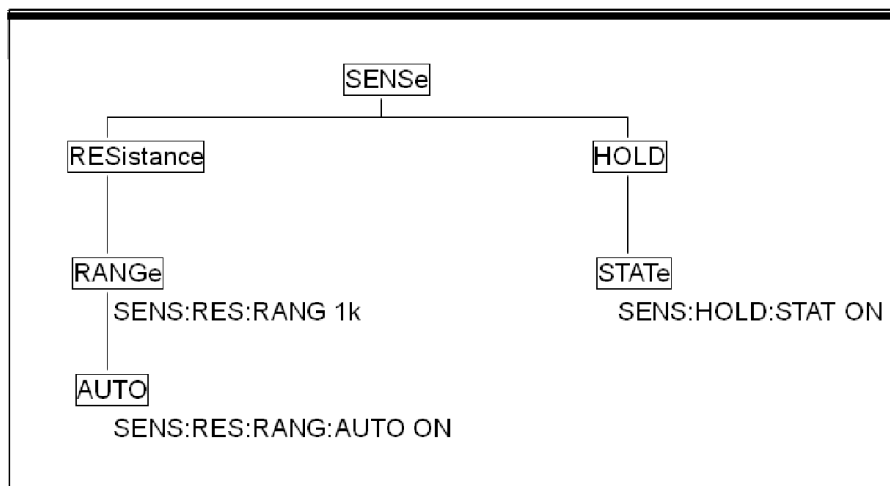 SENSe
RESistance HOLD
RANGe STATe
SENS:RES:RANG 1k SENS:HOLD:STAT ON
AUTO
SENS:RES:RANG:AUTO ON